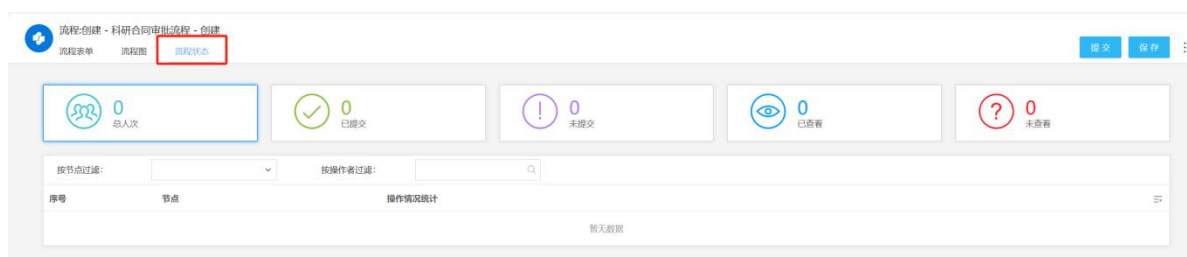 流程:创建 - 科研合同审批流程 - 创建
流程表单 流程图 流程状态
提交 保存
0 总人次
0 已提交
0 未提交
0 已查看
0 未查看
按节点过滤: 按操作者过滤:
序号 节点 操作情况统计
暂无数据